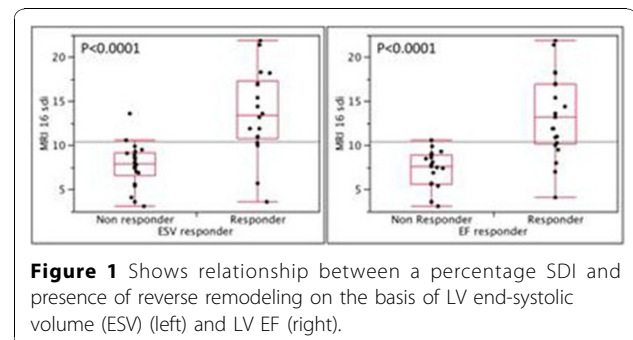 P<0.0001
20
15
10
5
MRI 16 sdi
Non responder
Responder
ESV responder
P<0.0001
20
15
10
5
MRI 16 sdi
Non Responder
Responder
EF responder
Figure 1 Shows relationship between a percentage SDI and
presence of reverse remodeling on the basis of LV end-systolic
volume (ESV) (left) and LV EF (right).